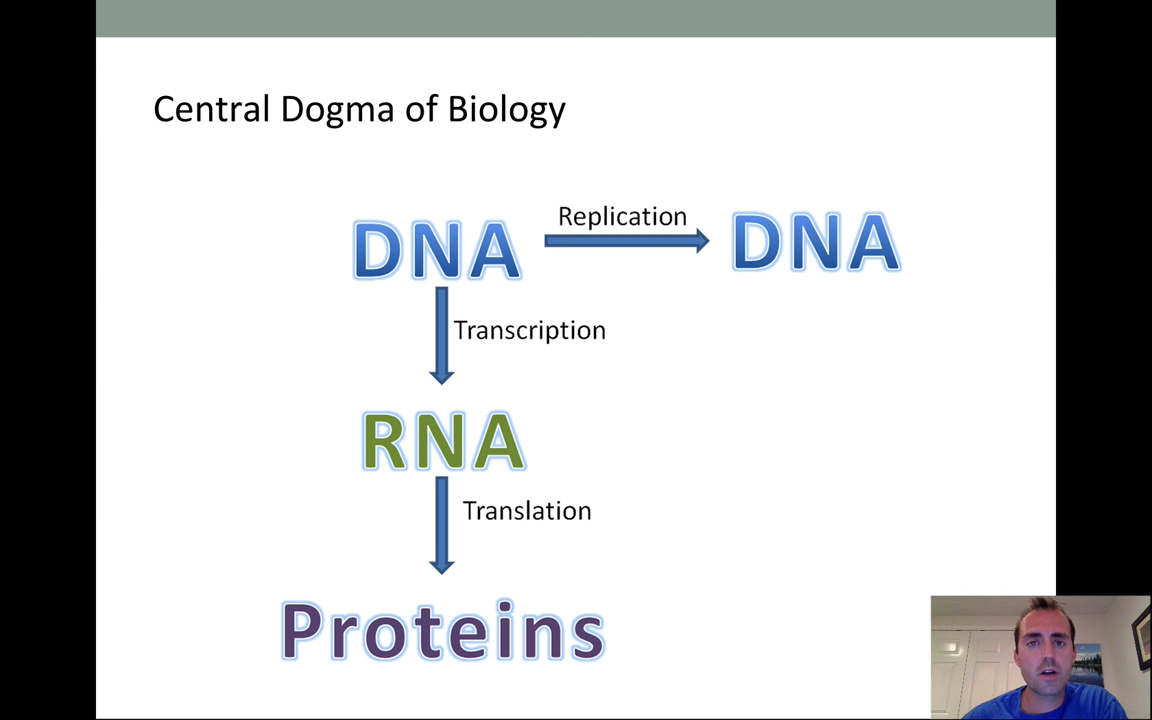 Central Dogma of Biology
Replication
DNA
DNA
Transcription
RNA
Translation
Proteins